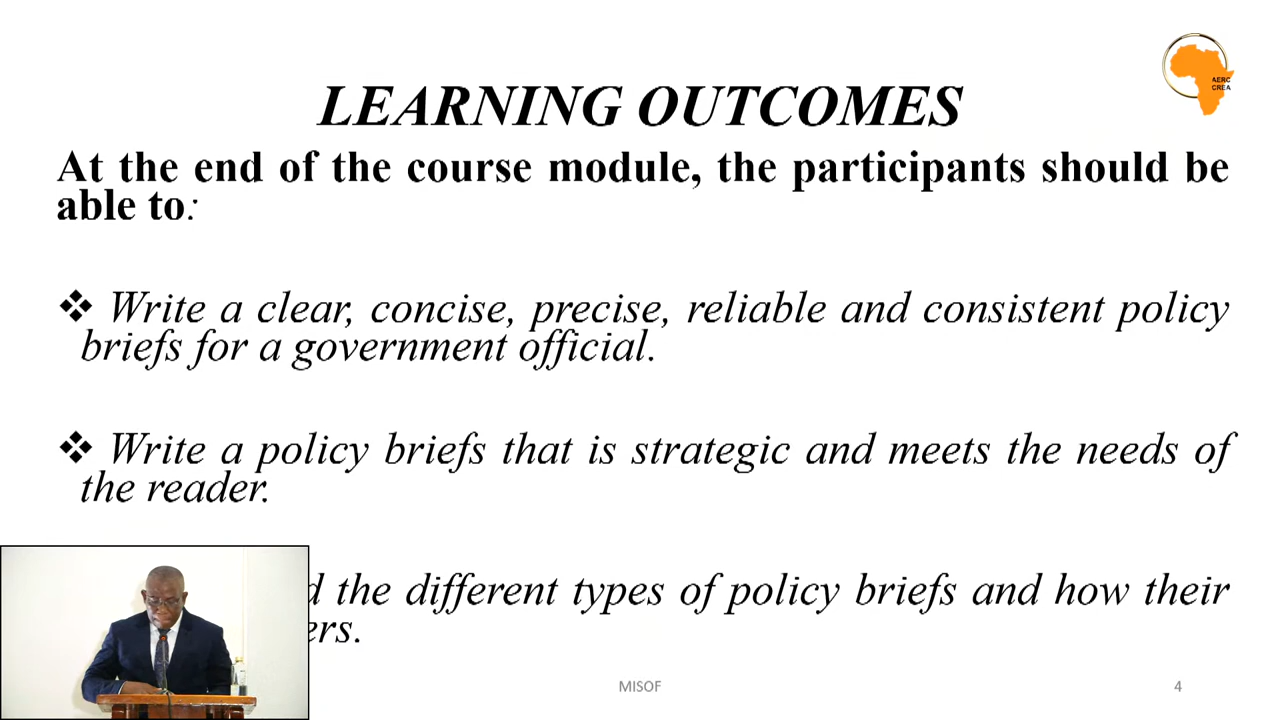 AERC
CREA
LEARNING OUTCOMES
At the end of the course module, the participants should be
able to:
❖ Write a clear, concise, precise, reliable and consistent policy
briefs for a government official.
❖ Write a policy briefs that is strategic and meets the needs of
the reader.
the different types of policy briefs and how their
MISOF
4